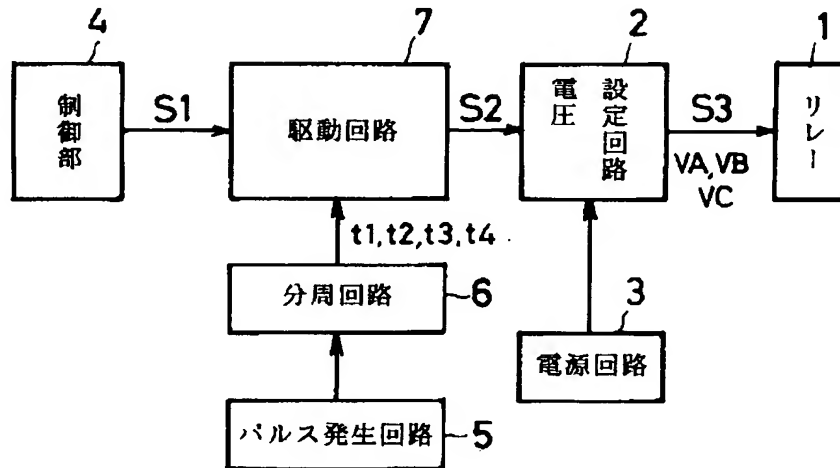 4
7
2
1
制御部
S1
駆動回路
S2
電圧
設定回路
S3
VA,VB
VC
リレー
t1,t2,t3,t4
分周回路
6
3
電源回路
パルス発生回路
5